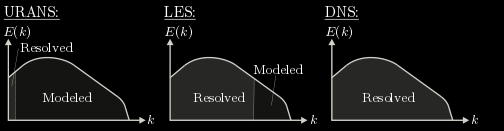 URANS:
E(k)
Resolved
Modeled
k
LES:
E(k)
Modeled
Resolved
k
DNS:
E(k)
Resolved
k